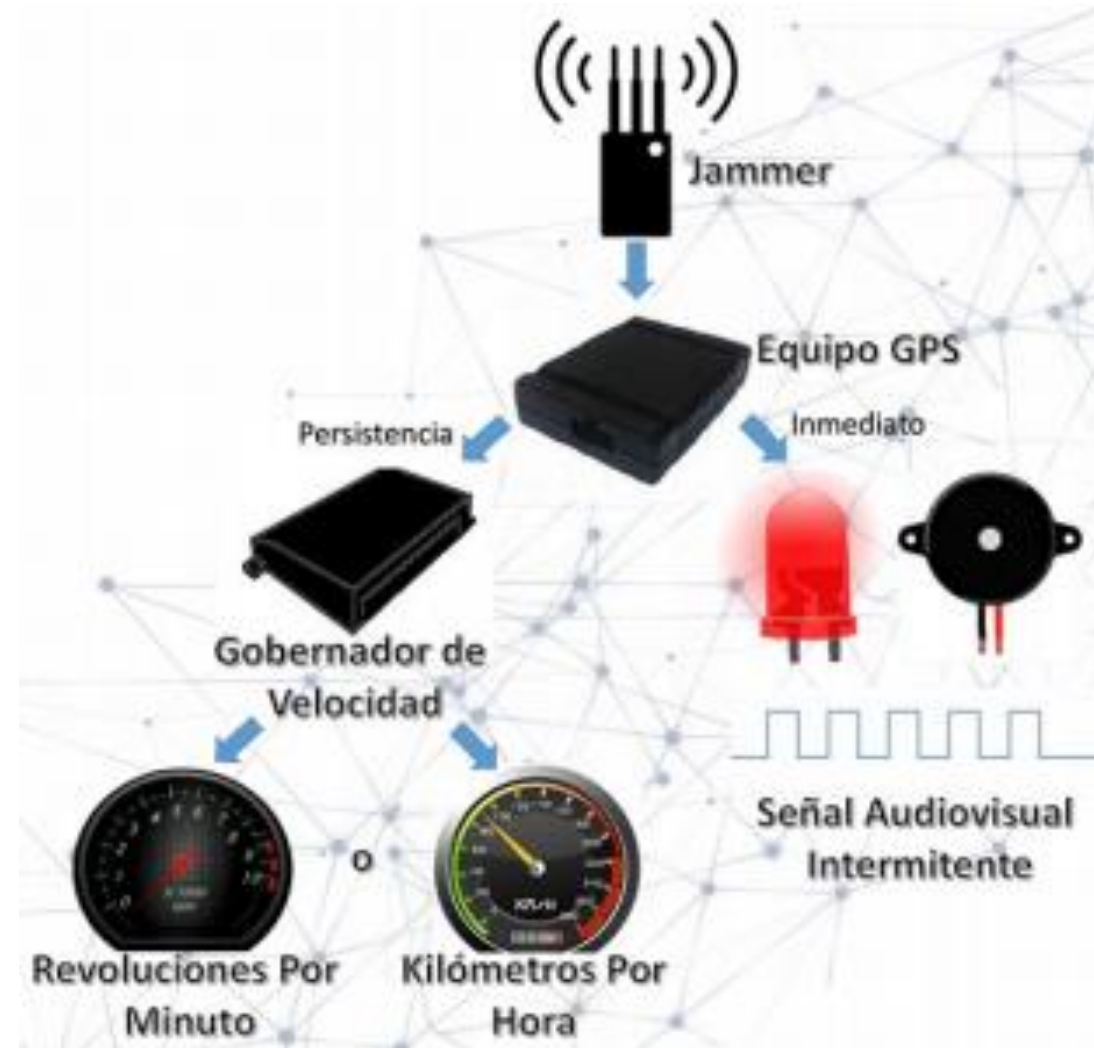 Jammer
Equipo GPS
Persistencia
Inmediato
Gobernador de
Velocidad
Señal Audiovisual
Intermitente
o
Revoluciones Por
Minuto
Kilómetros Por
Hora